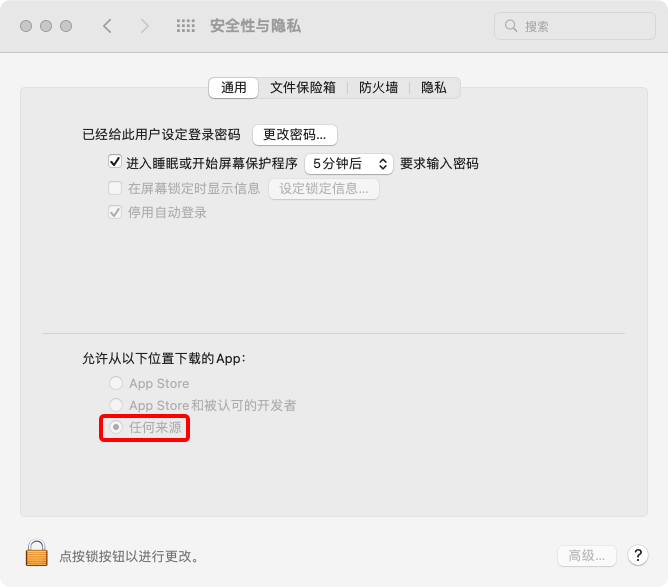 安全性与隐私
搜索
通用 文件保险箱 防火墙 隐私
已经给此用户设定登录密码 更改密码...
进入睡眠或开始屏幕保护程序 5分钟后 要求输入密码
在屏幕锁定时显示信息 设定锁定信息...
停用自动登录
允许从以下位置下载的App：
App Store
App Store和被认可的开发者
任何来源
点按锁按钮以进行更改。
高级... ?